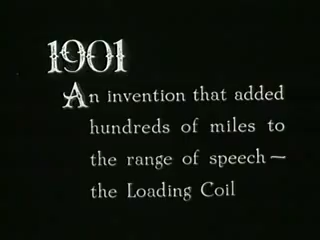 1901
An invention that added
hundreds of miles to
the range of speech —
the Loading Coil